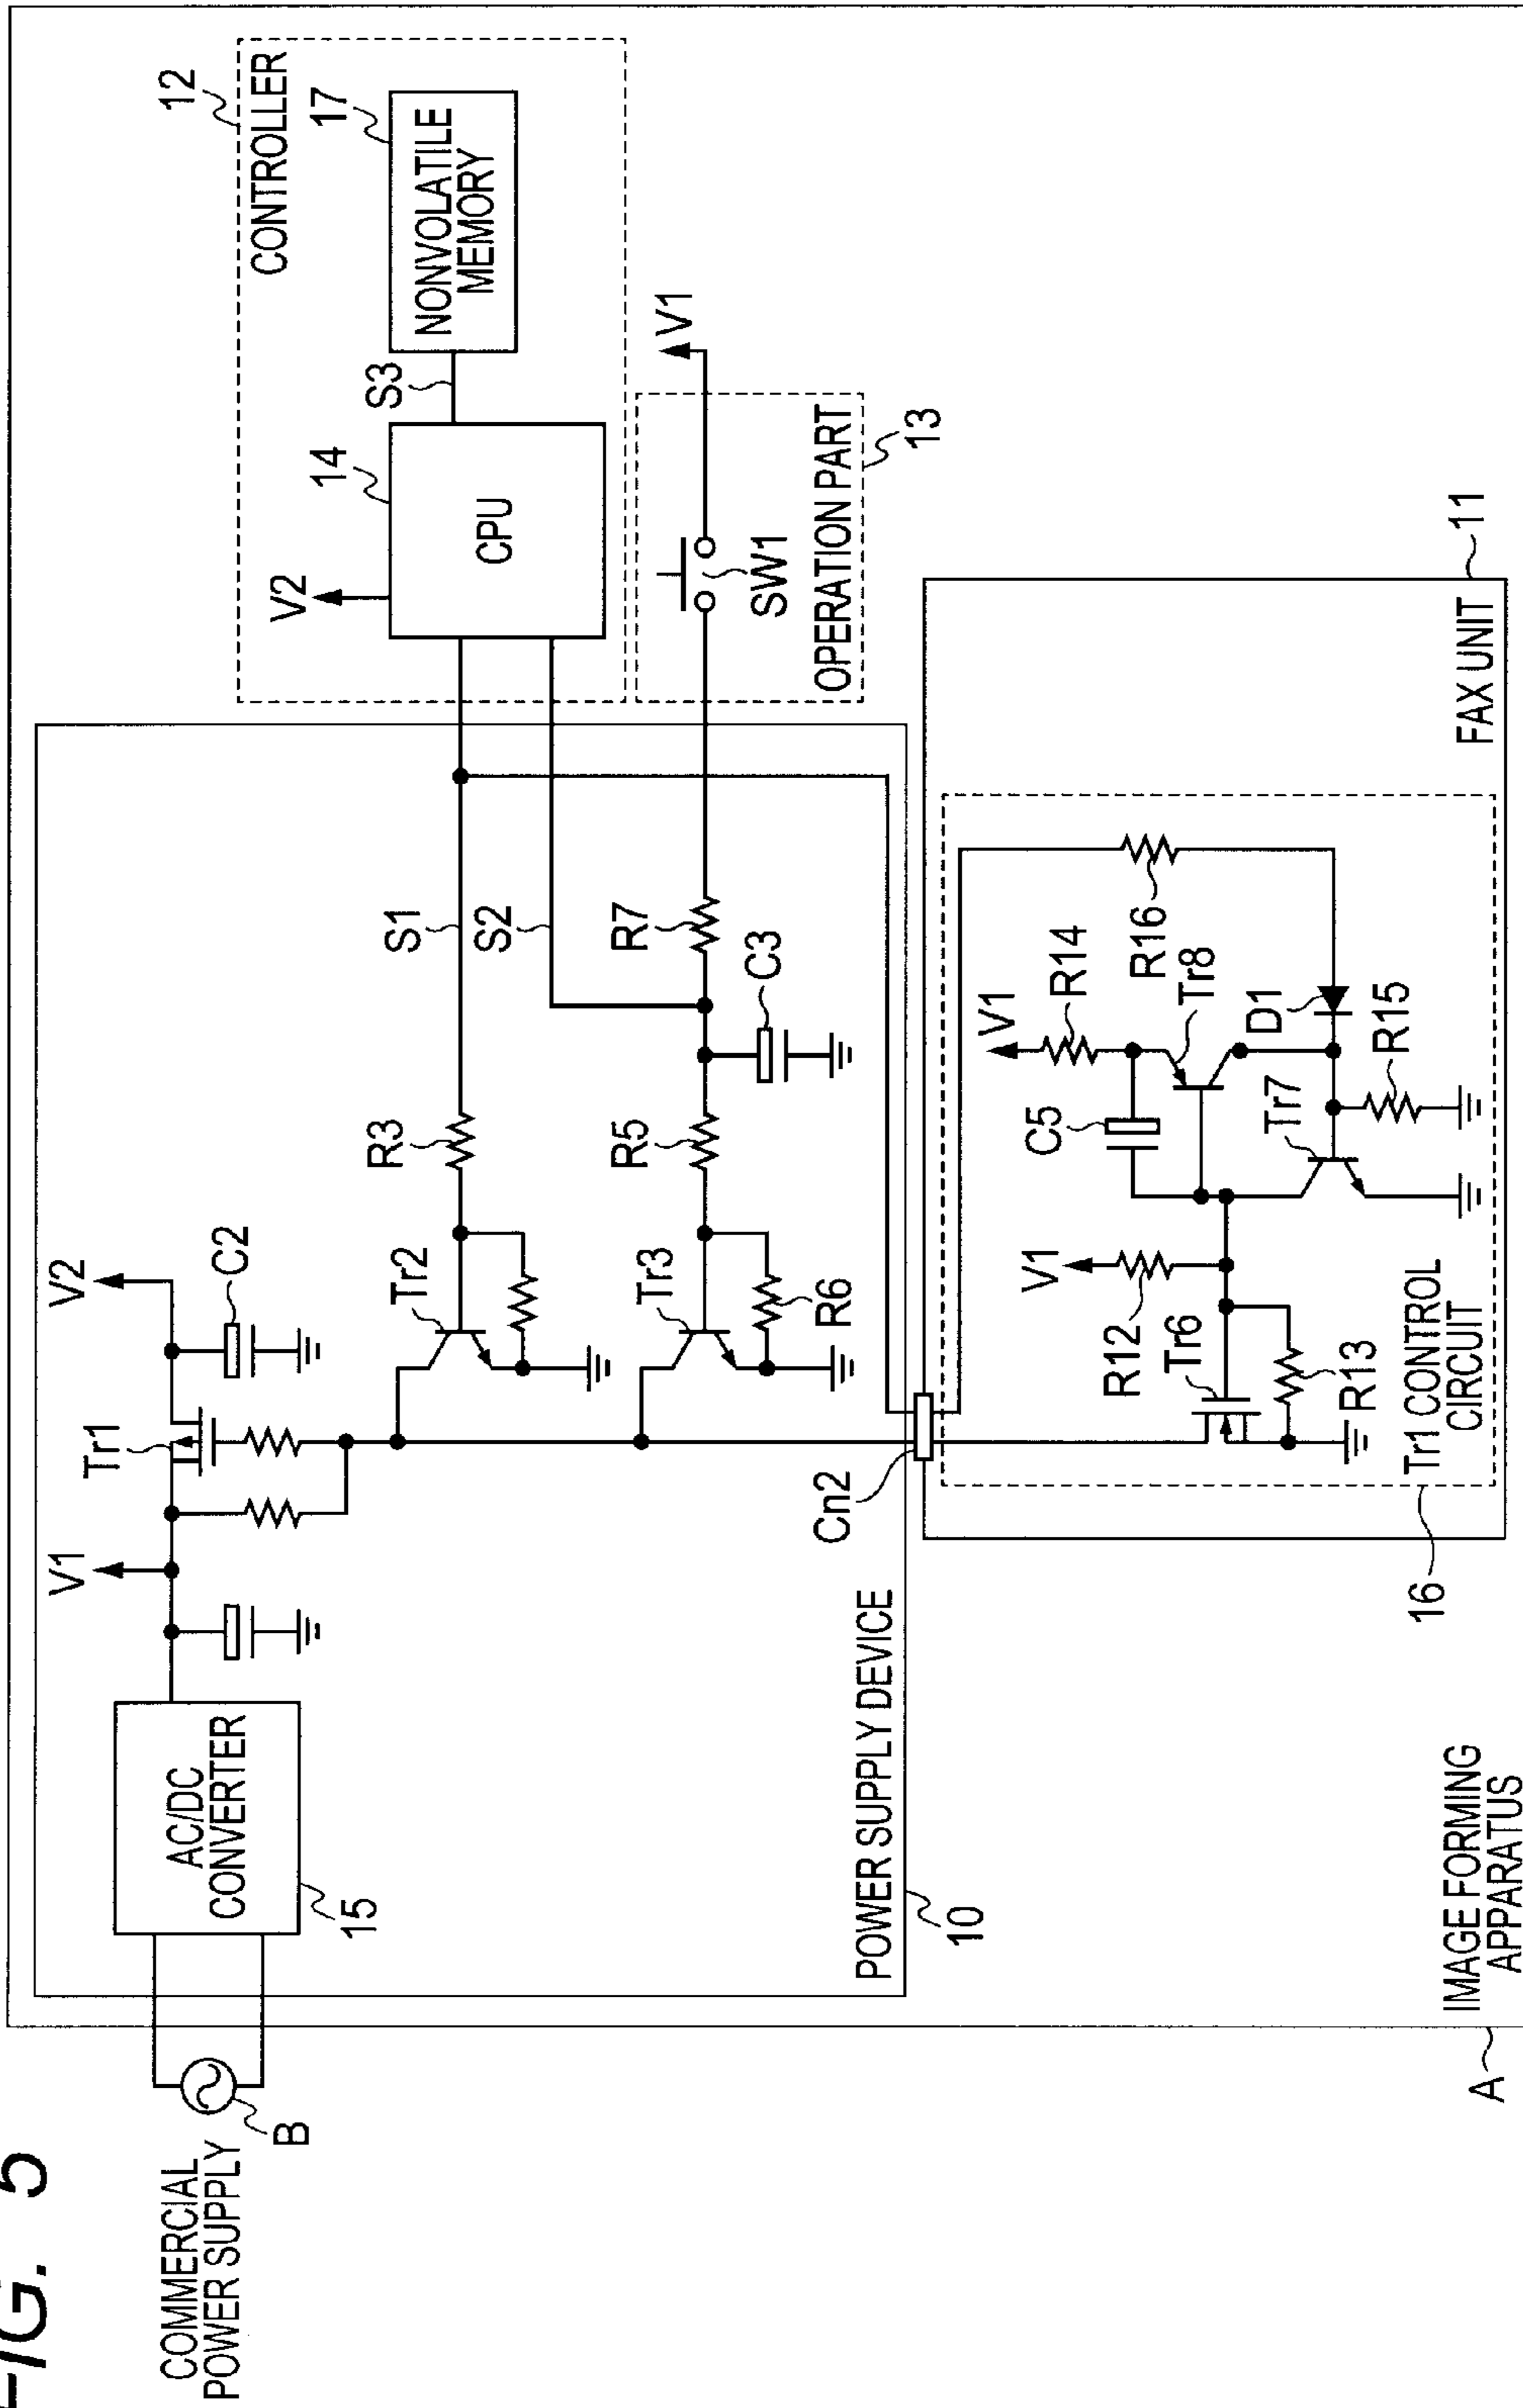 FIG. 5
COMMERCIAL
POWER SUPPLY
B
A
IMAGE FORMING
APPARATUS
AC/DC
CONVERTER
15
POWER SUPPLY DEVICE
10
V1
Tr1
V2
C2
Tr2
R3
S1
S2
Tr3
R5
R6
C3
R7
Cn2
12
CONTROLLER
V2
14
CPU
S3
17
NONVOLATILE
MEMORY
V1
SW1
OPERATION PART
13
FAX UNIT
11
16
Tr1 CONTROL
CIRCUIT
R12
V1
Tr6
R13
C5
V1
R14
Tr8
R16
D1
Tr7
R15